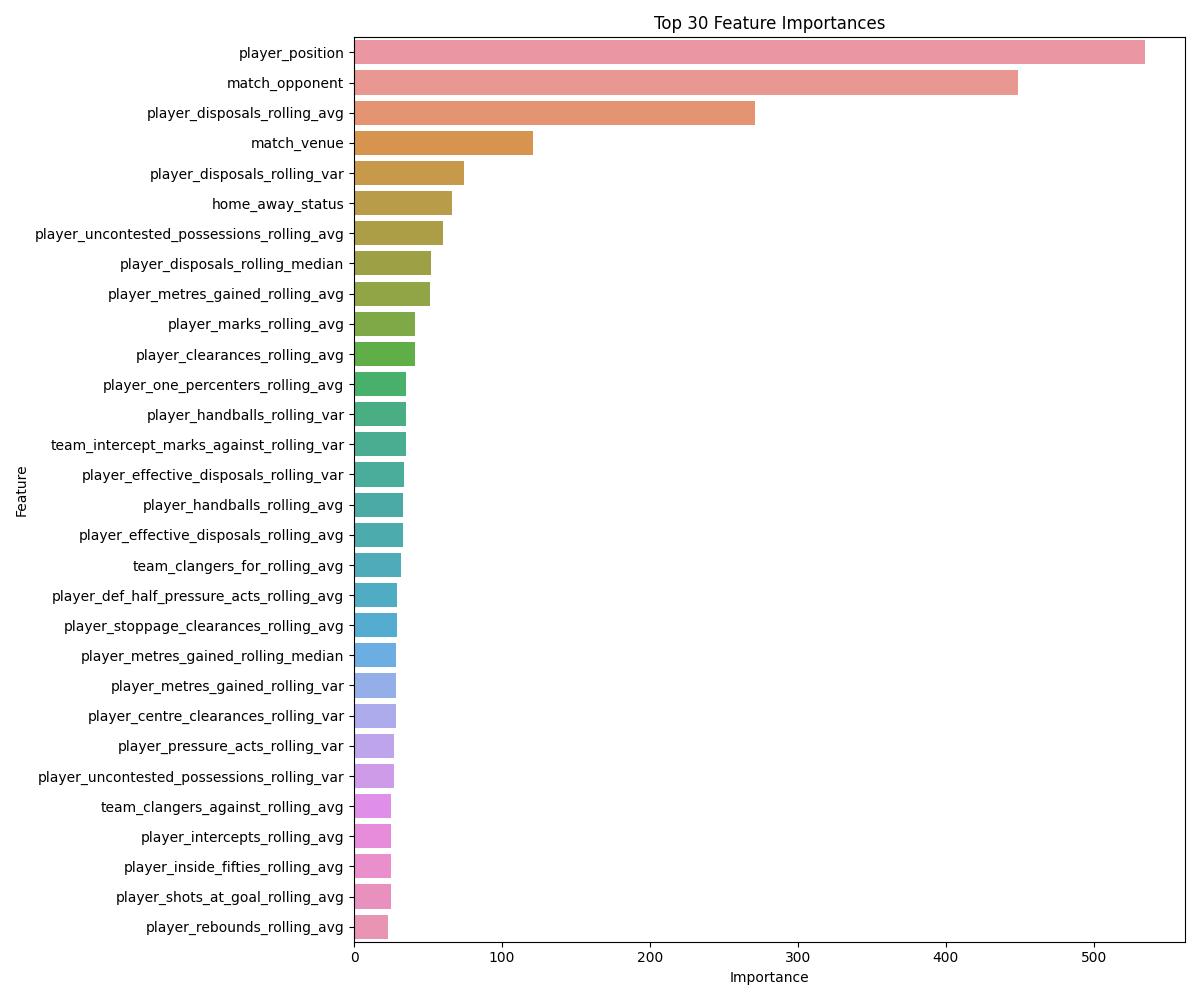 Top 30 Feature Importances
player_position
match_opponent
player_disposals_rolling_avg
match_venue
player_disposals_rolling_var
home_away_status
player_uncontested_possessions_rolling_avg
player_disposals_rolling_median
player_metres_gained_rolling_avg
player_marks_rolling_avg
player_clearances_rolling_avg
player_one_percenters_rolling_avg
player_handballs_rolling_var
team_intercept_marks_against_rolling_var
player_effective_disposals_rolling_var
player_handballs_rolling_avg
player_effective_disposals_rolling_avg
team_clangers_for_rolling_avg
player_def_half_pressure_acts_rolling_avg
player_stoppage_clearances_rolling_avg
player_metres_gained_rolling_median
player_metres_gained_rolling_var
player_centre_clearances_rolling_var
player_pressure_acts_rolling_var
player_uncontested_possessions_rolling_var
team_clangers_against_rolling_avg
player_intercepts_rolling_avg
player_inside_fifties_rolling_avg
player_shots_at_goal_rolling_avg
player_rebounds_rolling_avg
Feature
0 100 200 300 400 500
Importance